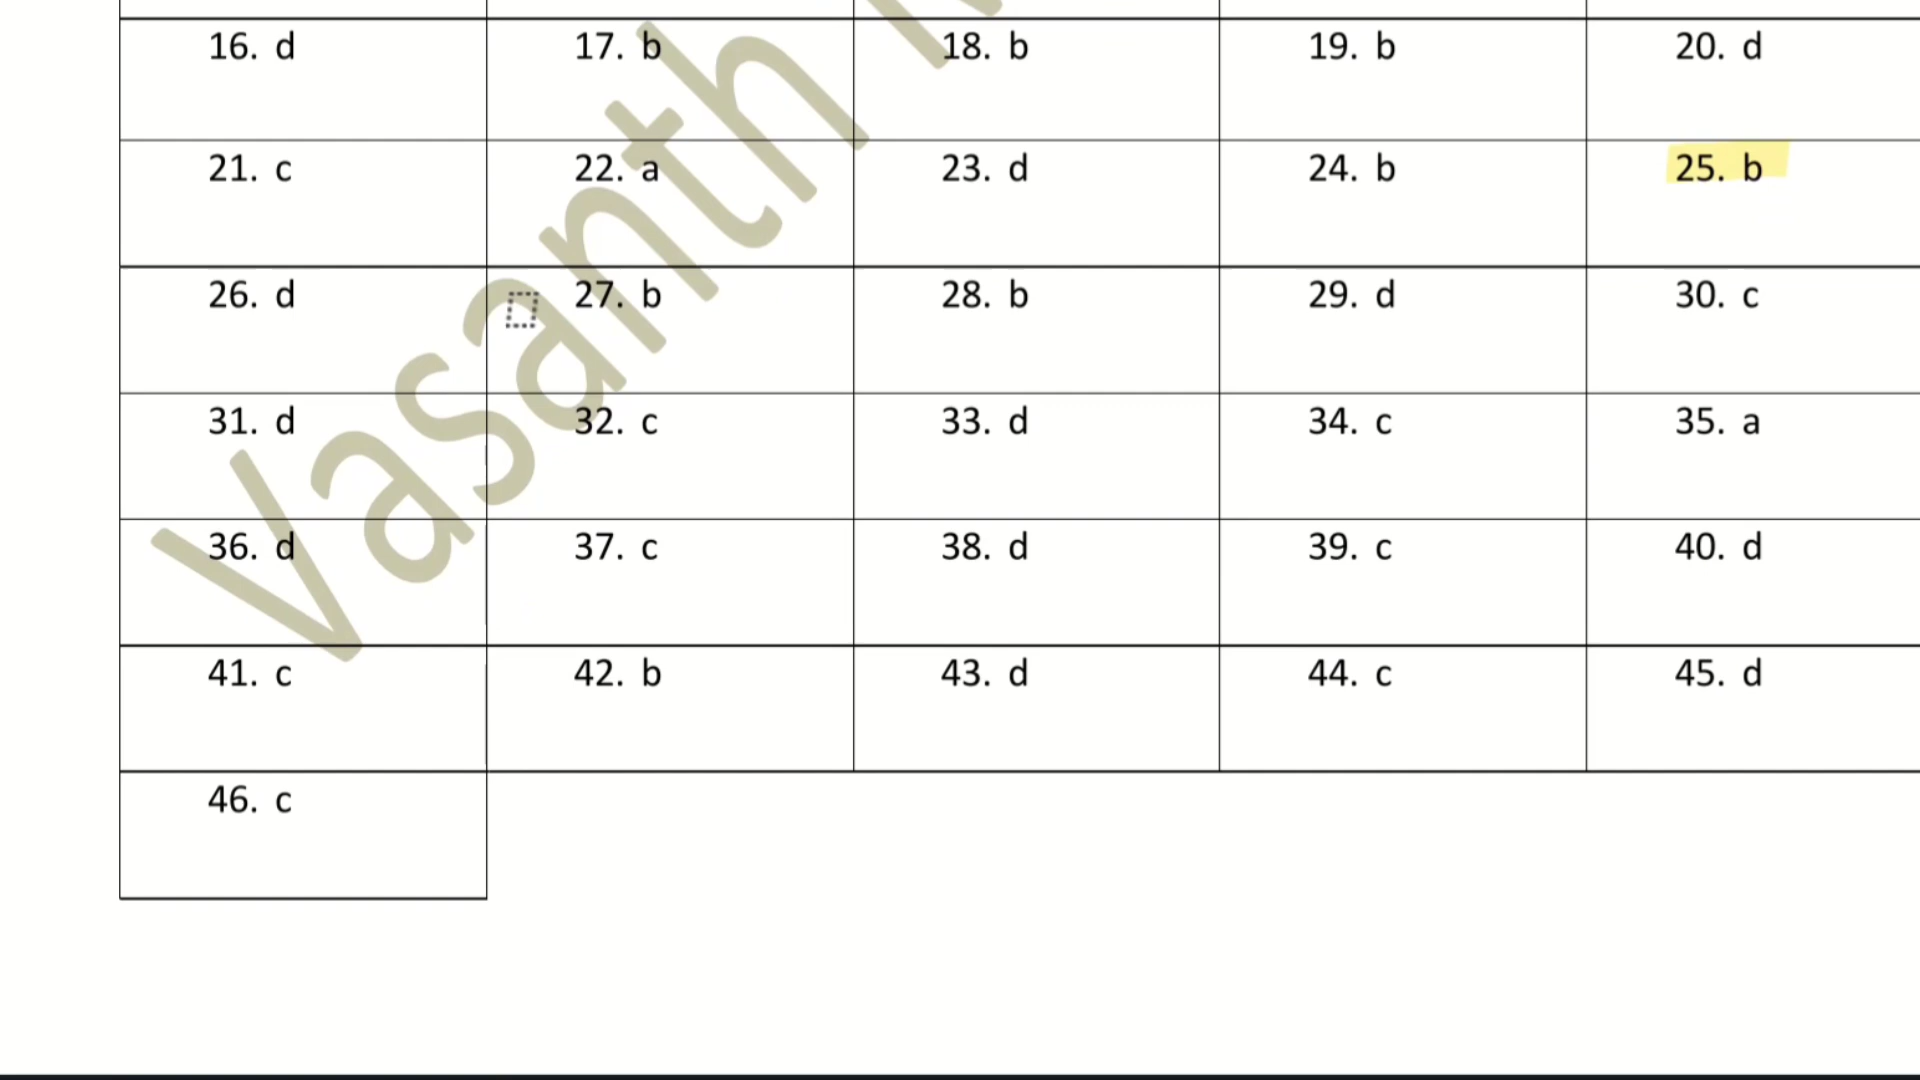 16. d 17. b 18. b 19. b 20. d
21. c 22. a 23. d 24. b 25. b
26. d 27. b 28. b 29. d 30. c
31. d 32. c 33. d 34. c 35. a
36. d 37. c 38. d 39. c 40. d
41. c 42. b 43. d 44. c 45. d
46. c
Vasanth